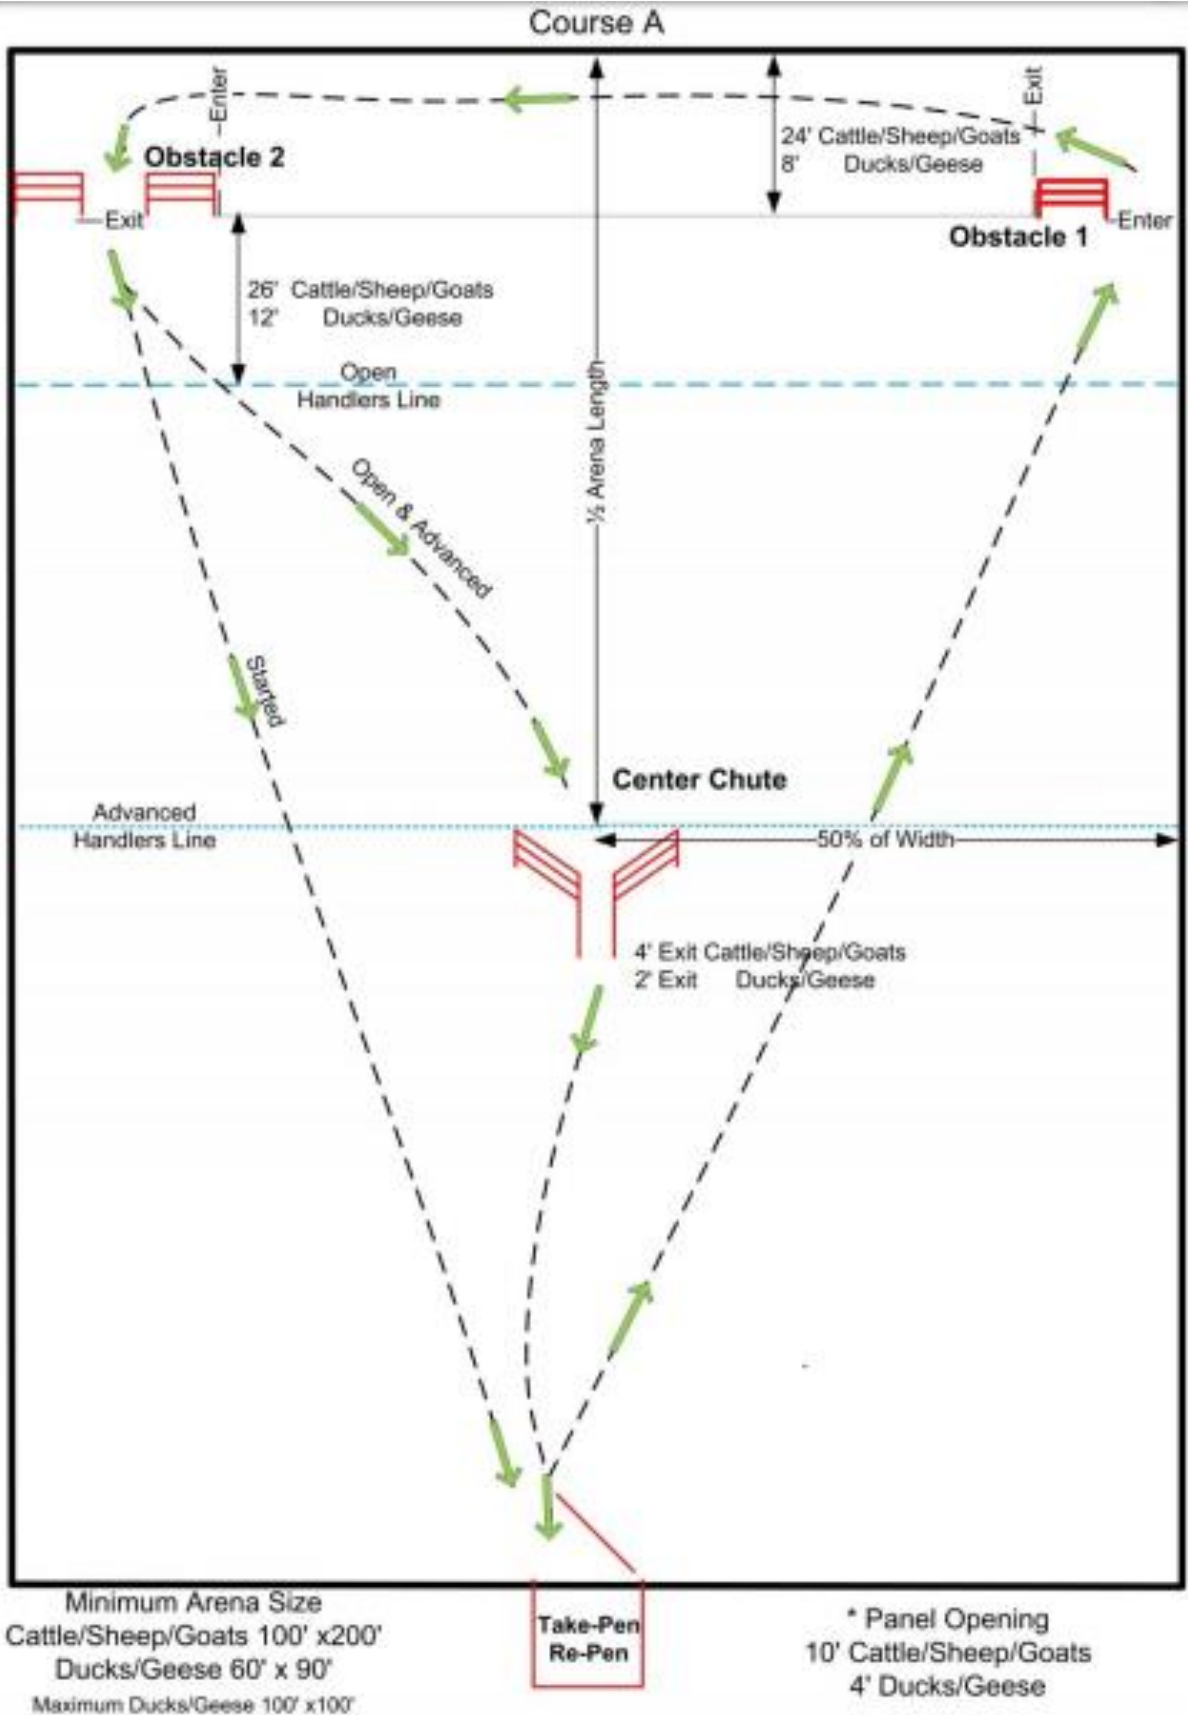 Course A
Enter
Exit
24' Cattle/Sheep/Goats
8' Ducks/Geese
Obstacle 2
Exit
Enter
Obstacle 1
26' Cattle/Sheep/Goats
12' Ducks/Geese
Open
Handlers Line
½ Arena Length
Open & Advanced
Started
Center Chute
Advanced
Handlers Line
50% of Width
4' Exit Cattle/Sheep/Goats
2' Exit Ducks/Geese
Minimum Arena Size
Cattle/Sheep/Goats 100' x200'
Ducks/Geese 60' x 90'
Maximum Ducks/Geese 100' x100'
Take-Pen
Re-Pen
* Panel Opening
10' Cattle/Sheep/Goats
4' Ducks/Geese